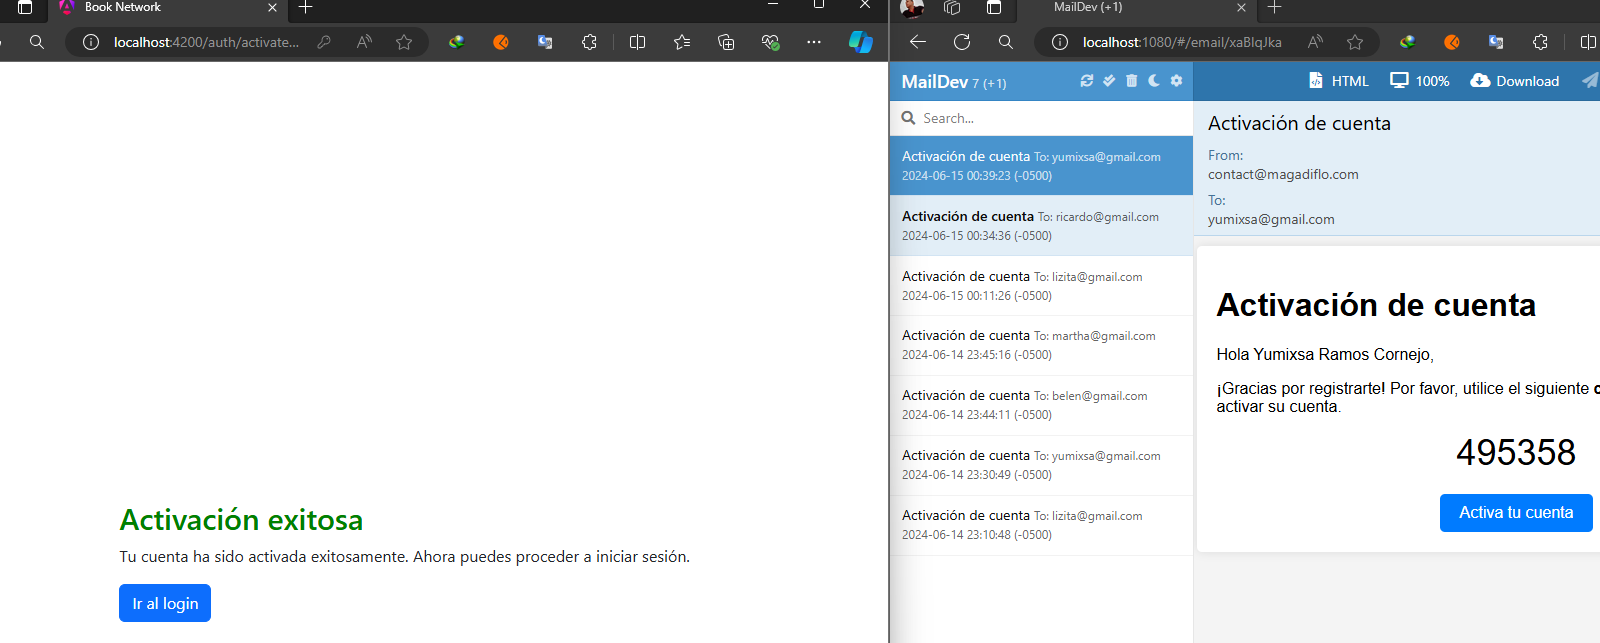 Book Network
localhost:4200/auth/activate...
Activación exitosa
Tu cuenta ha sido activada exitosamente. Ahora puedes proceder a iniciar sesión.
Ir al login
MailDev (+1)
localhost:1080/#/email/xaBlqJka
MailDev 7 (+1)
HTML
100%
Download
Search...
Activación de cuenta To: yumixsa@gmail.com
2024-06-15 00:39:23 (-0500)
Activación de cuenta To: ricardo@gmail.com
2024-06-15 00:34:36 (-0500)
Activación de cuenta To: lizita@gmail.com
2024-06-15 00:11:26 (-0500)
Activación de cuenta To: martha@gmail.com
2024-06-14 23:45:16 (-0500)
Activación de cuenta To: belen@gmail.com
2024-06-14 23:44:11 (-0500)
Activación de cuenta To: yumixsa@gmail.com
2024-06-14 23:30:49 (-0500)
Activación de cuenta To: lizita@gmail.com
2024-06-14 23:10:48 (-0500)
Activación de cuenta
From:
contact@magadiflo.com
To:
yumixsa@gmail.com
Activación de cuenta
Hola Yumixsa Ramos Cornejo,
¡Gracias por registrarte! Por favor, utilice el siguiente
activar su cuenta.
495358
Activa tu cuenta